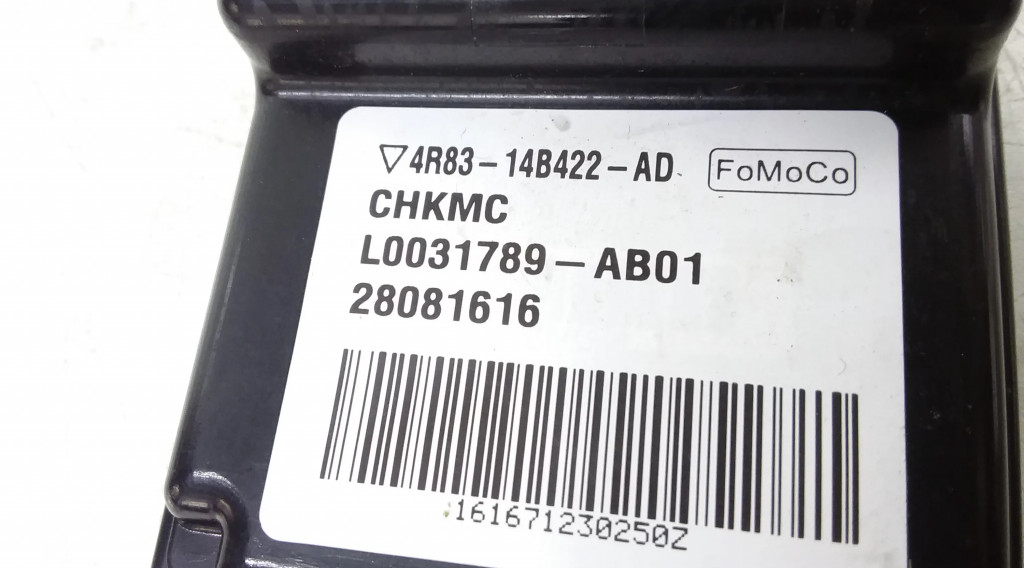 ▽4R83-14B422-AD FoMoCo
CHKMC
L0031789-AB01
28081616
161671230250Z